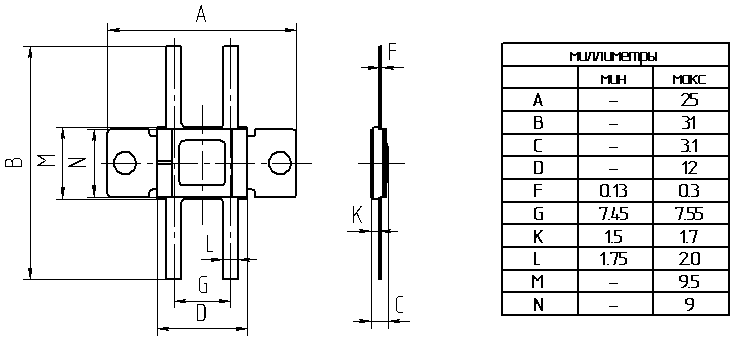 A
B
M
N
L
G
D
F
K
C
миллиметры
мин макс
A – 25
B – 31
C – 3.1
D – 12
F 0.13 0.3
G 7.45 7.55
K 1.5 1.7
L 1.75 2.0
M – 9.5
N – 9